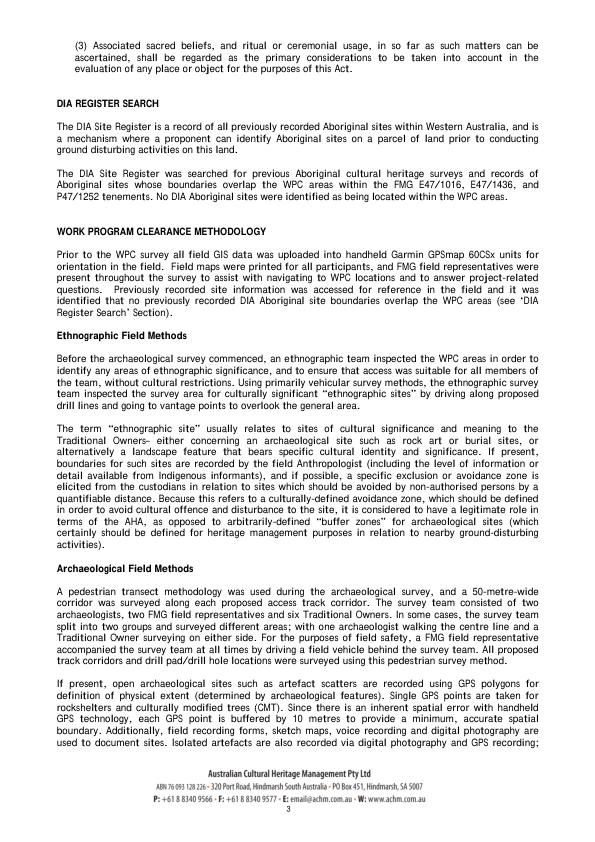 (3) Associated sacred beliefs, and ritual or ceremonial usage, in so far as such matters can be
ascertained, shall be regarded as the primary considerations to be taken into account in the
evaluation of any place or object for the purposes of this Act.
DIA REGISTER SEARCH
The DIA Site Register is a record of all previously recorded Aboriginal sites within Western Australia, and is
a mechanism where a proponent can identify Aboriginal sites on a parcel of land prior to conducting
ground disturbing activities on this land.
The DIA Site Register was searched for previous Aboriginal cultural heritage surveys and records of
Aboriginal sites whose boundaries overlap the WPC areas within the FMG E47/1016, E47/1436, and
P47/1252 tenements. No DIA Aboriginal sites were identified as being located within the WPC areas.
WORK PROGRAM CLEARANCE METHODOLOGY
Prior to the WPC survey all field GIS data was uploaded into handheld Garmin GPSmap 60CSx units for
orientation in the field. Field maps were printed for all participants, and FMG field representatives were
present throughout the survey to assist with navigating to WPC locations and to answer project-related
questions. Previously recorded site information was accessed for reference in the field and it was
identified that no previously recorded DIA Aboriginal site boundaries overlap the WPC areas (see ‘DIA
Register Search’ Section).
Ethnographic Field Methods
Before the archaeological survey commenced, an ethnographic team inspected the WPC areas in order to
identify any areas of ethnographic significance, and to ensure that access was suitable for all members of
the team, without cultural restrictions. Using primarily vehicular survey methods, the ethnographic survey
team inspected the survey area for culturally significant “ethnographic sites” by driving along proposed
drill lines and going to vantage points to overlook the general area.
The term “ethnographic site” usually relates to sites of cultural significance and meaning to the
Traditional Owners- either concerning an archaeological site such as rock art or burial sites, or
alternatively a landscape feature that bears specific cultural identity and significance. If present,
boundaries for such sites are recorded by the field Anthropologist (including the level of information or
detail available from Indigenous informants), and if possible, a specific exclusion or avoidance zone is
elicited from the custodians in relation to sites which should be avoided by non-authorised persons by a
quantifiable distance. Because this refers to a culturally-defined avoidance zone, which should be defined
in order to avoid cultural offence and disturbance to the site, it is considered to have a legitimate role in
terms of the AHA, as opposed to arbitrarily-defined “buffer zones” for archaeological sites (which
certainly should be defined for heritage management purposes in relation to nearby ground-disturbing
activities).
Archaeological Field Methods
A pedestrian transect methodology was used during the archaeological survey, and a 50-metre-wide
corridor was surveyed along each proposed access track corridor. The survey team consisted of two
archaeologists, two FMG field representatives and six Traditional Owners. In some cases, the survey team
split into two groups and surveyed different areas; with one archaeologist walking the centre line and a
Traditional Owner surveying on either side. For the purposes of field safety, a FMG field representative
accompanied the survey team at all times by driving a field vehicle behind the survey team. All proposed
track corridors and drill pad/drill hole locations were surveyed using this pedestrian survey method.
If present, open archaeological sites such as artefact scatters are recorded using GPS polygons for
definition of physical extent (determined by archaeological features). Single GPS points are taken for
rockshelters and culturally modified trees (CMT). Since there is an inherent spatial error with handheld
GPS technology, each GPS point is buffered by 10 metres to provide a minimum, accurate spatial
boundary. Additionally, field recording forms, sketch maps, voice recording and digital photography are
used to document sites. Isolated artefacts are also recorded via digital photography and GPS recording;
Australian Cultural Heritage Management Pty Ltd
ABN 76 093 128 226 • 320 Port Road, Hindmarsh South Australia • PO Box 451, Hindmarsh, SA 5007
P: +61 8 8340 9566 • F: +61 8 8340 9577 • E: email@achm.com.au • W: www.achm.com.au
3